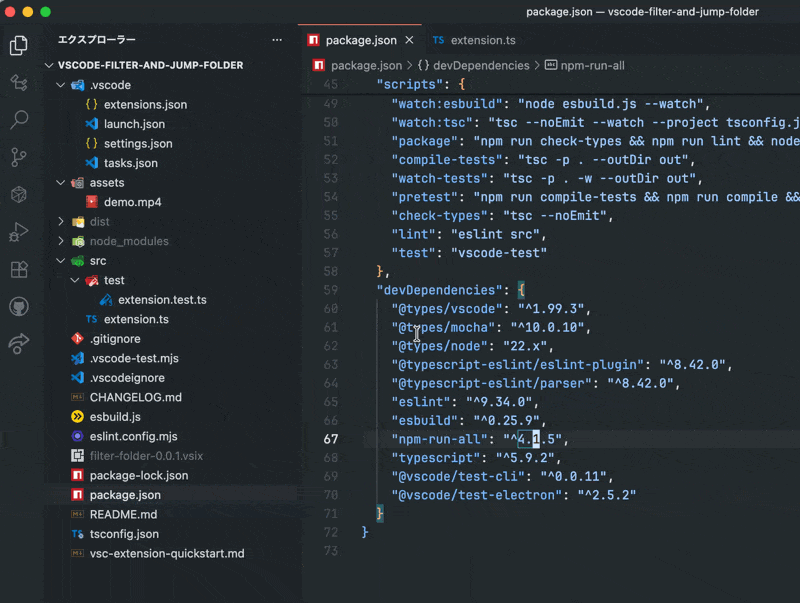 package.json — vscode-filter-and-jump-folder
エクスプローラー
VSCODE-FILTER-AND-JUMP-FOLDER
.vscode
extensions.json
launch.json
settings.json
tasks.json
assets
demo.mp4
dist
node_modules
src
test
extension.test.ts
TS extension.ts
.gitignore
.vscode-test.mjs
.vscodeignore
CHANGELOG.md
esbuild.js
eslint.config.mjs
filter-folder-0.0.1.vsix
package-lock.json
package.json
README.md
tsconfig.json
vsc-extension-quickstart.md
package.json
TS extension.ts
package.json > {} devDependencies > npm-run-all
45 "scripts": {
49 "watch:esbuild": "node esbuild.js --watch",
50 "watch:tsc": "tsc --noEmit --watch --project tsconfig.j
51 "package": "npm run check-types && npm run lint && node
52 "compile-tests": "tsc -p . --outDir out",
53 "watch-tests": "tsc -p . -w --outDir out",
54 "pretest": "npm run compile-tests && npm run compile &&
55 "check-types": "tsc --noEmit",
56 "lint": "eslint src",
57 "test": "vscode-test"
58 },
59 "devDependencies": {
60 "@types/vscode": "^1.99.3",
61 "@types/mocha": "^10.0.10",
62 "@types/node": "22.x",
63 "@typescript-eslint/eslint-plugin": "^8.42.0",
64 "@typescript-eslint/parser": "^8.42.0",
65 "eslint": "^9.34.0",
66 "esbuild": "^0.25.9",
67 "npm-run-all": "^4.1.5",
68 "typescript": "^5.9.2",
69 "@vscode/test-cli": "^0.0.11",
70 "@vscode/test-electron": "^2.5.2"
71 }
72 }
73